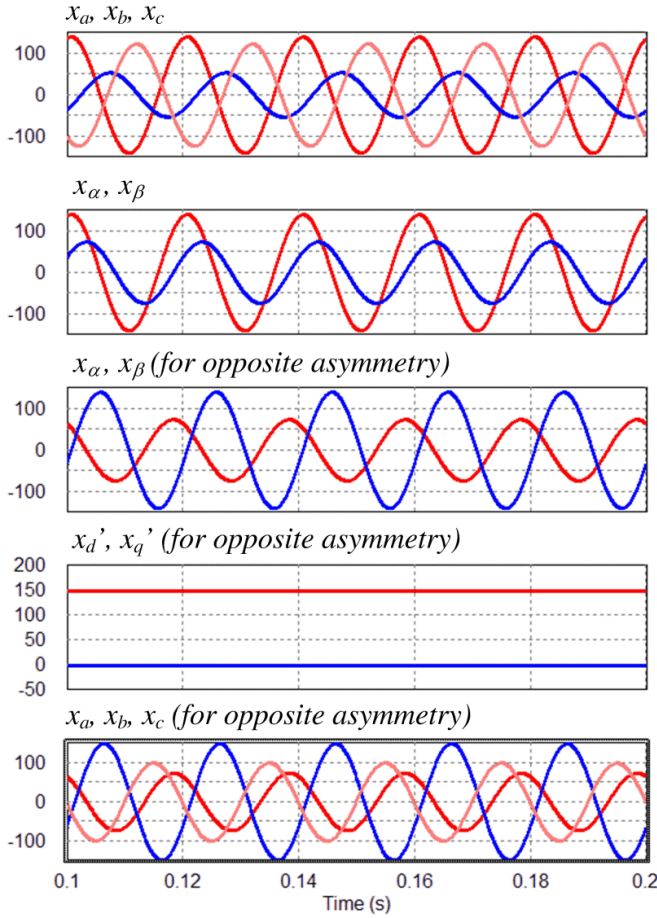 xa, xb, xc
100
0
-100
xα, xβ
100
0
-100
xα, xβ (for opposite asymmetry)
100
0
-100
xd’, xq’ (for opposite asymmetry)
200
150
100
50
0
-50
xa, xb, xc (for opposite asymmetry)
100
0
-100
0.1 0.12 0.14 0.16 0.18 0.2
Time (s)